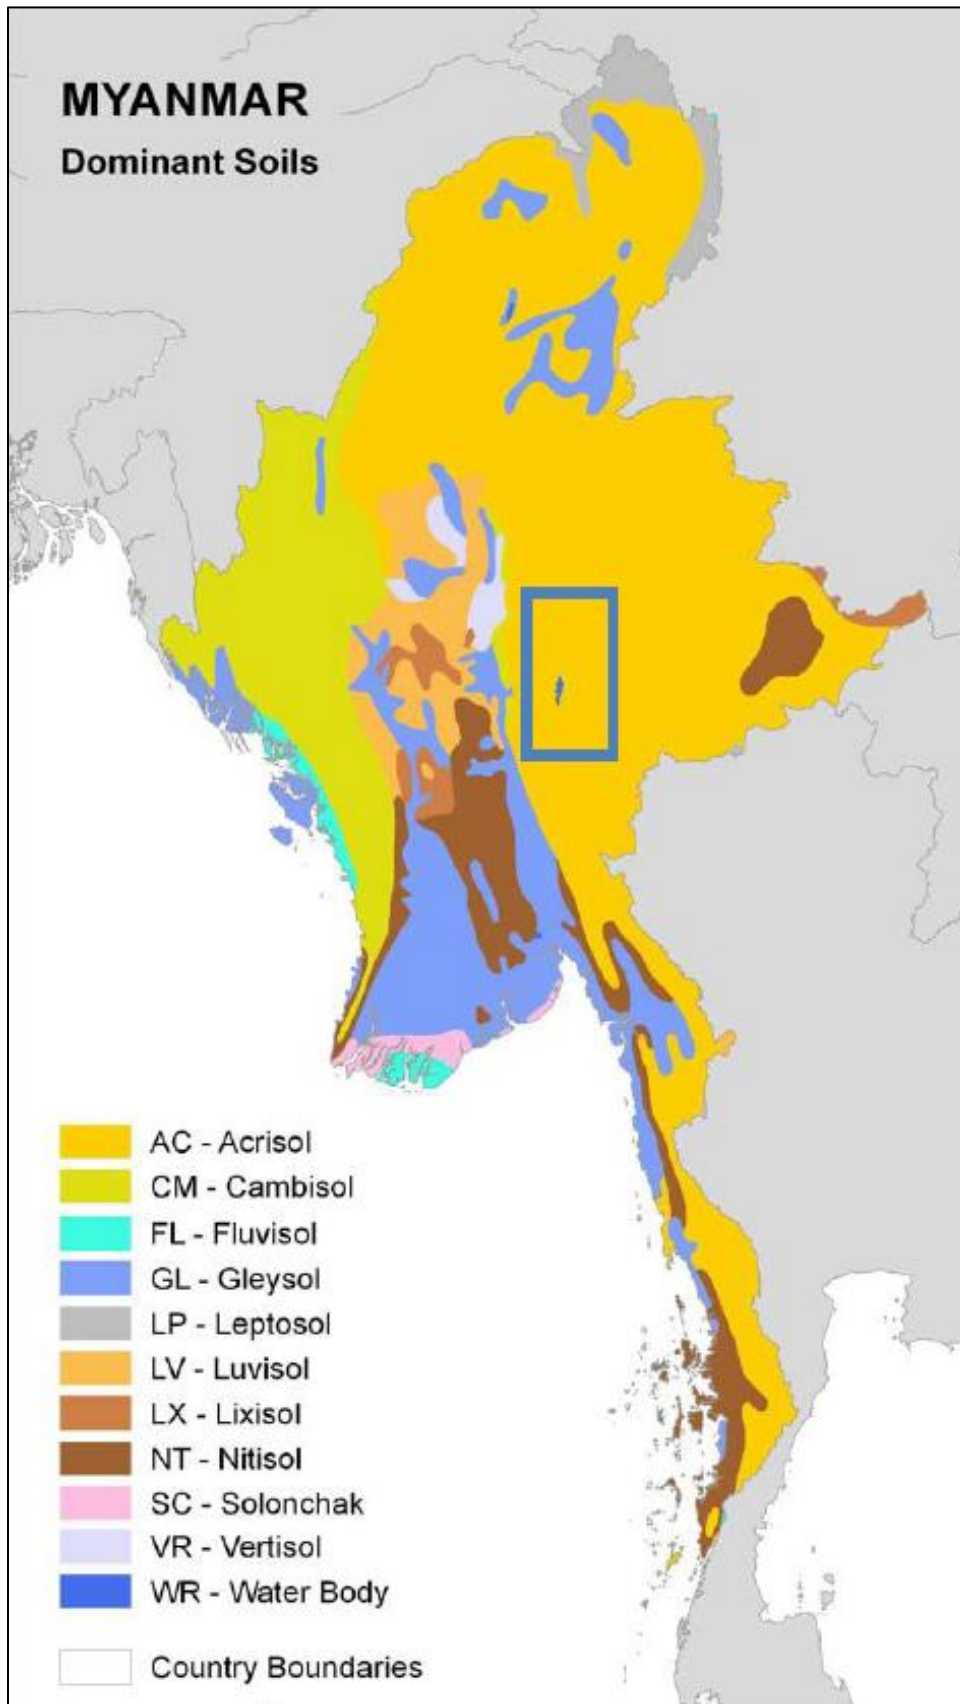 MYANMAR
Dominant Soils
AC - Acrisol
CM - Cambisol
FL - Fluvisol
GL - Gleysol
LP - Leptosol
LV - Luvisol
LX - Lixisol
NT - Nitisol
SC - Solonchak
VR - Vertisol
WR - Water Body
Country Boundaries